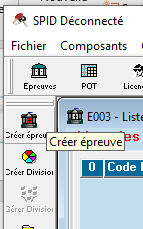 SPID Déconnecté
Fichier Composants
Epreuves POT Licen
E003 - Liste
Créer épreuve
Créer épreuve
0 Code
Créer Division
Gérer Division